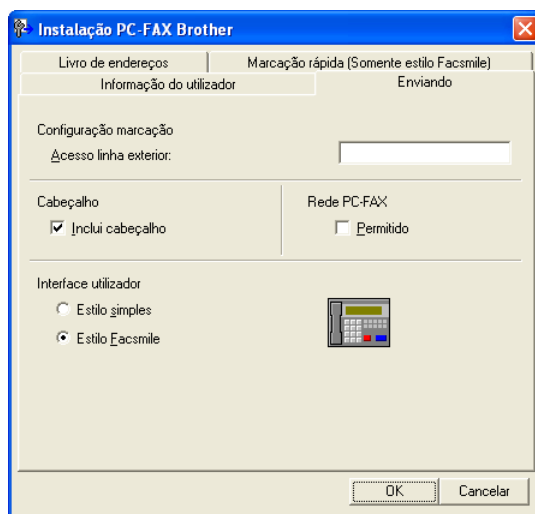 Instalação PC-FAX Brother
Livro de endereços
Marcação rápida (Somente estilo Facsmile)
Informação do utilizador
Enviando
Configuração marcação
Acesso linha exterior:
Cabeçalho
Rede PC-FAX
Inclui cabeçalho
Permitido
Interface utilizador
Estilo simples
Estilo Facsmile
OK
Cancelar